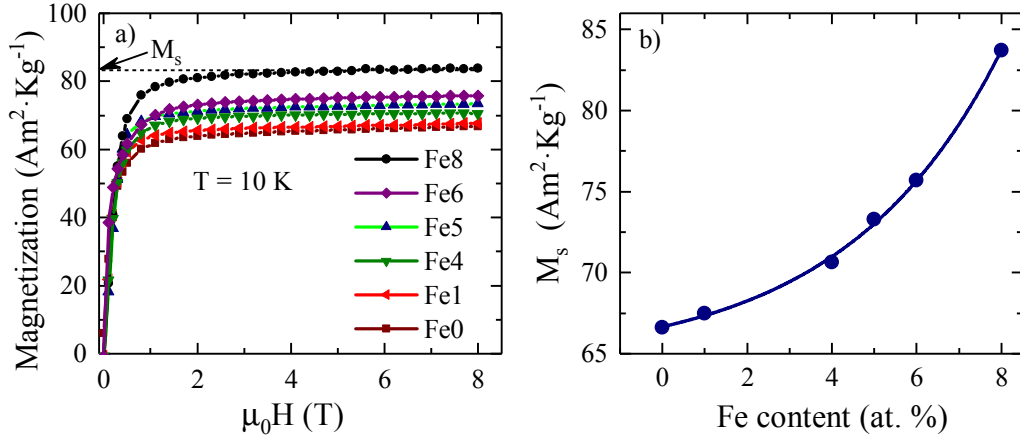 a)
M_s
Magnetization (Am²·Kg⁻¹)
100
80
60
40
20
0
T = 10 K
Fe8
Fe6
Fe5
Fe4
Fe1
Fe0
0 2 4 6 8
μ₀H (T)
b)
M_s (Am²·Kg⁻¹)
85
80
75
70
65
0 2 4 6 8
Fe content (at. %)